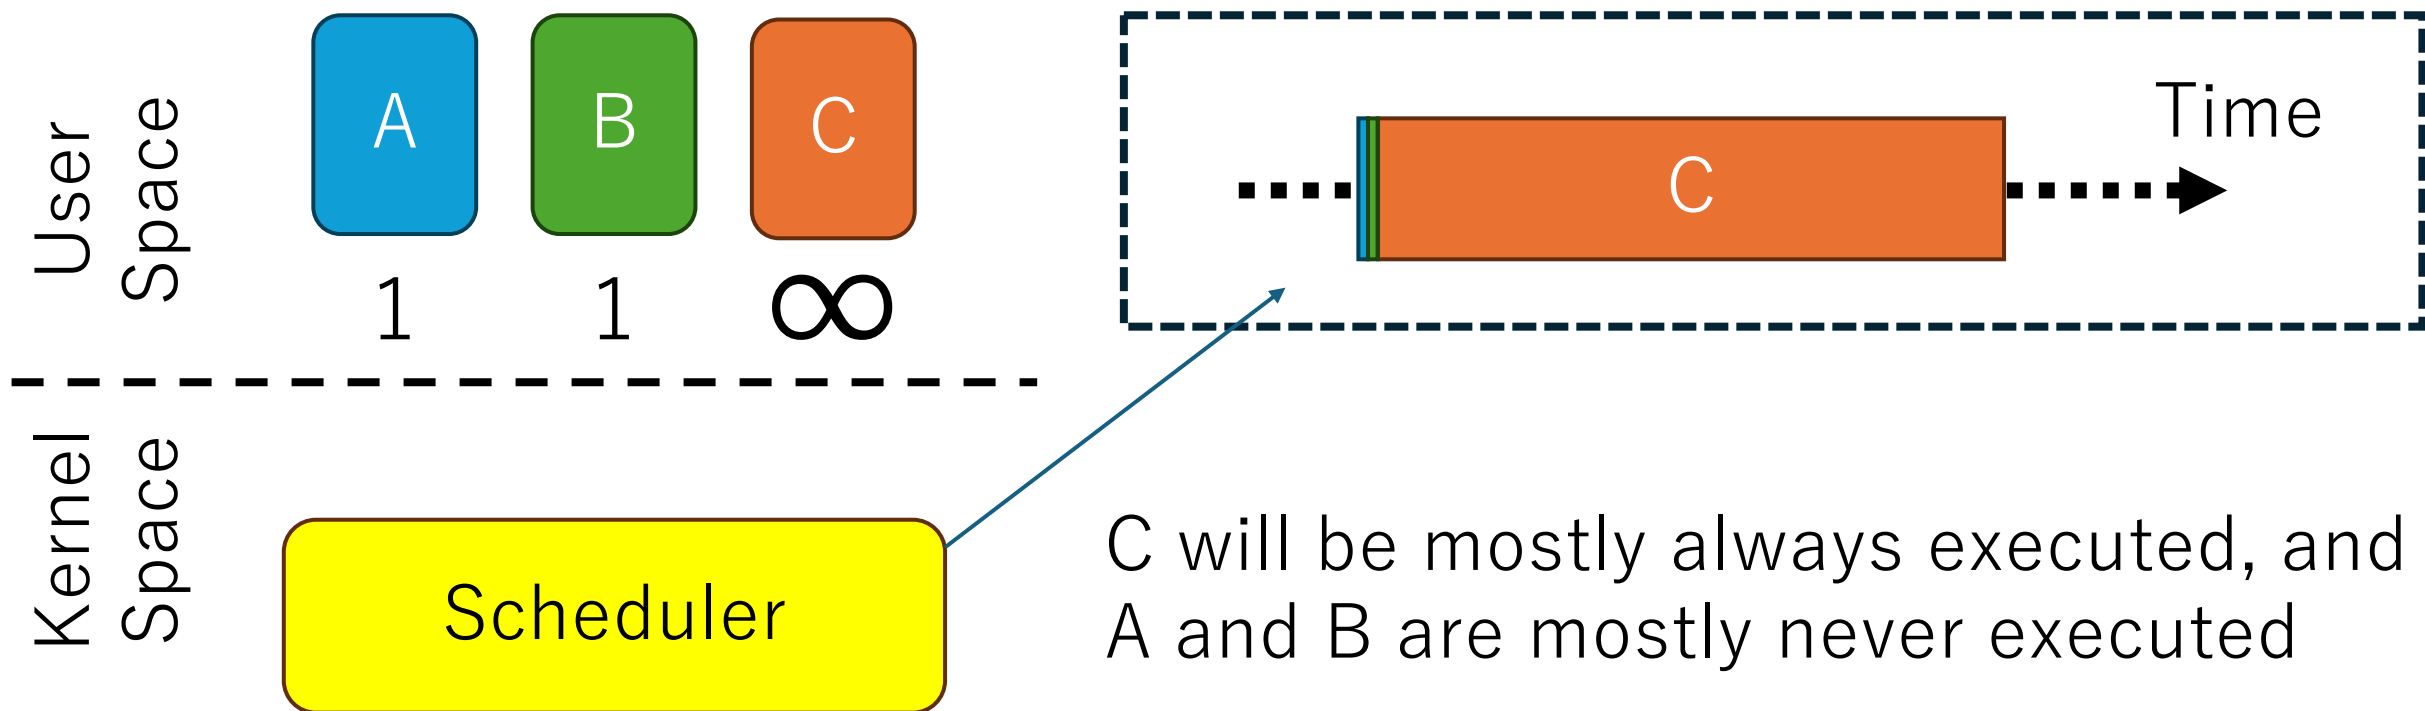 User
Space
A
B
C
1
1
∞
C
Time
Kernel
Space
Scheduler
C will be mostly always executed, and
A and B are mostly never executed